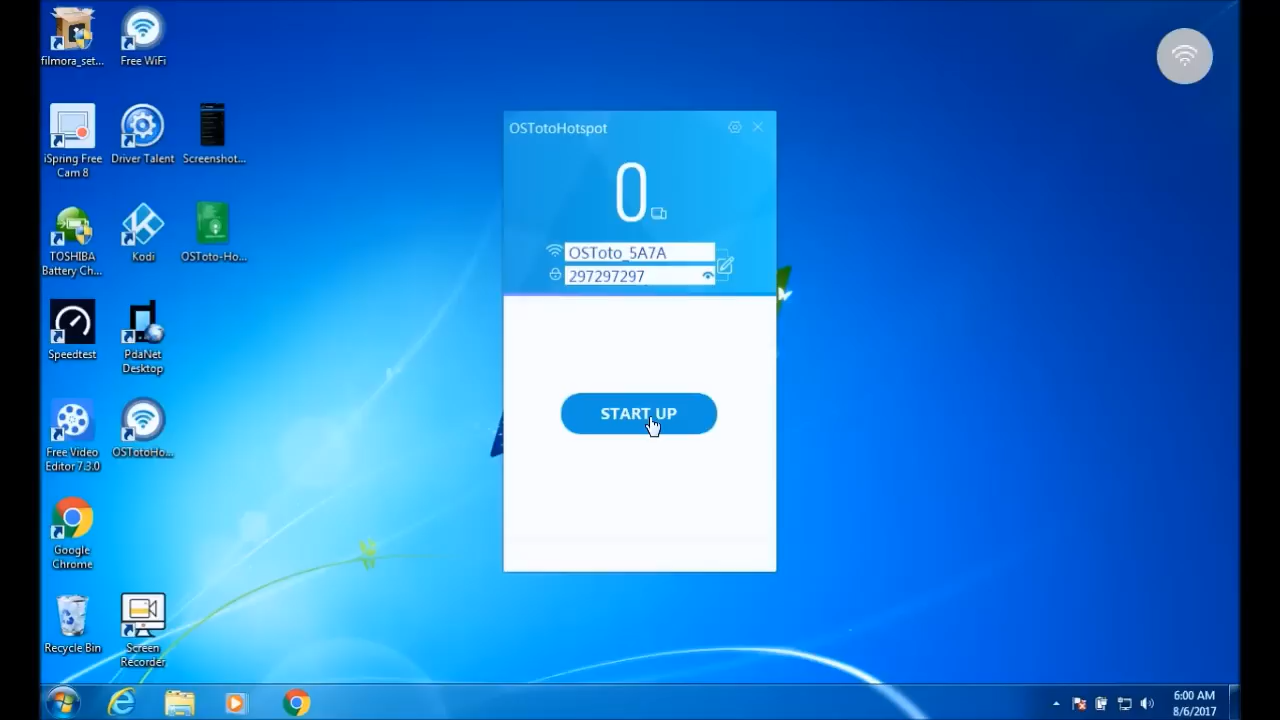 filmora_set...
Free WiFi
iSpring Free
Cam 8
Driver Talent
Screenshot...
TOSHIBA
Battery Ch...
Kodi
OSToto-Ho...
Speedtest
PdaNet
Desktop
Free Video
Editor 7.3.0
OSTotoHo...
Google
Chrome
Recycle Bin
Screen
Recorder
OSTotoHotspot
0
OSToto_5A7A
297297297
START UP
6:00 AM
8/6/2017